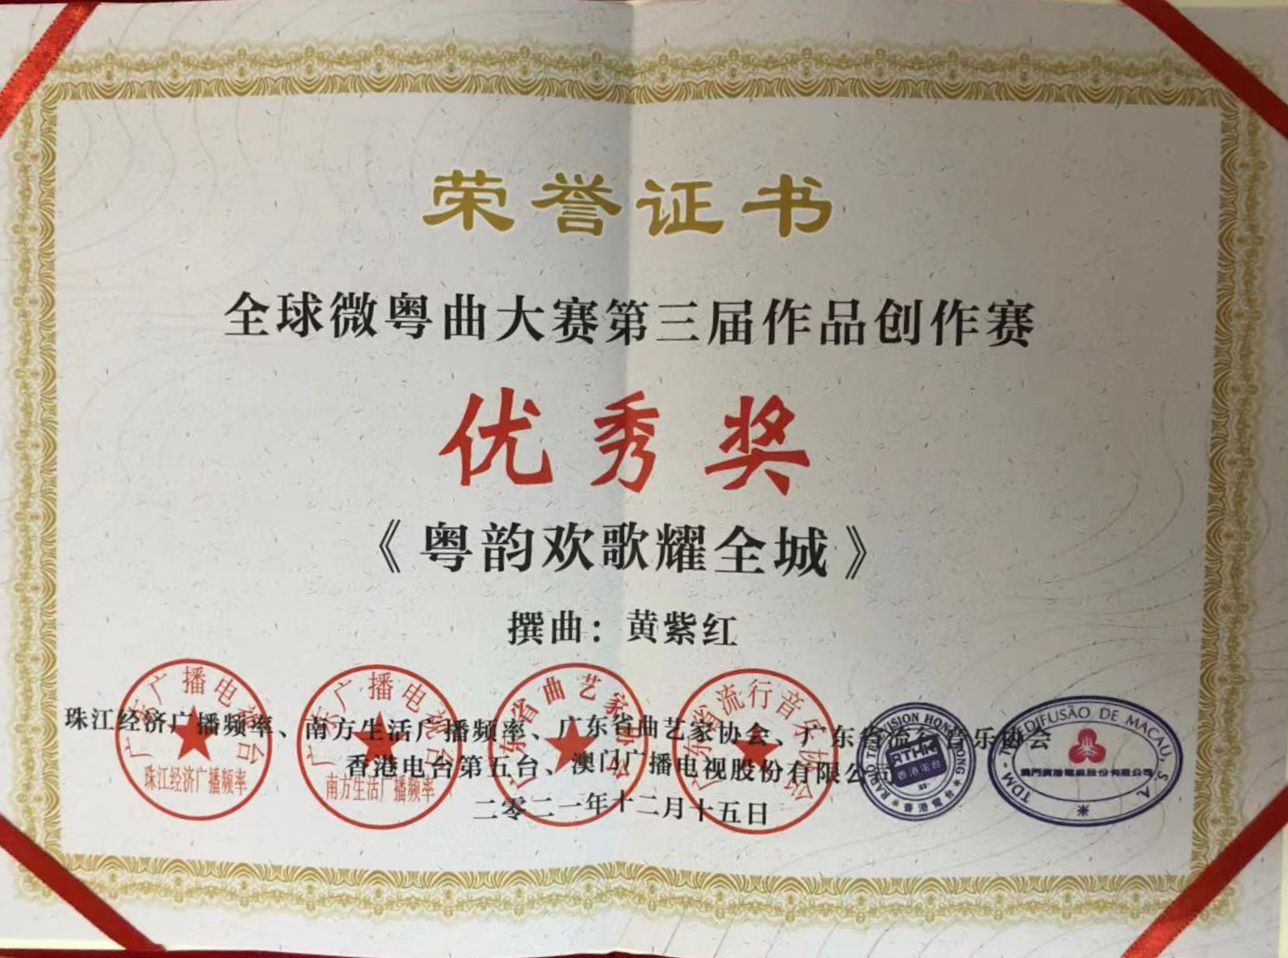 荣誉证书
全球微粤曲大赛第三届作品创作赛
优秀奖
《粤韵欢歌耀全城》
撰曲：黄紫红
珠江经济广播频率、南方生活广播频率、广东省曲艺家协会、广东省流行音乐协会
香港电台第五台、澳门广播电视股份有限公司
二零二一年十二月十五日
广东广播电视台
珠江经济广播频率
广东广播电视台
南方生活广播频率
广东省曲艺家协会
广东省流行音乐协会
RADIO TELEVISION HONG KONG
RTHK
香港電台
TDM - TELEDIFUSÃO DE MACAU, S.A.
澳門廣播電視股份有限公司